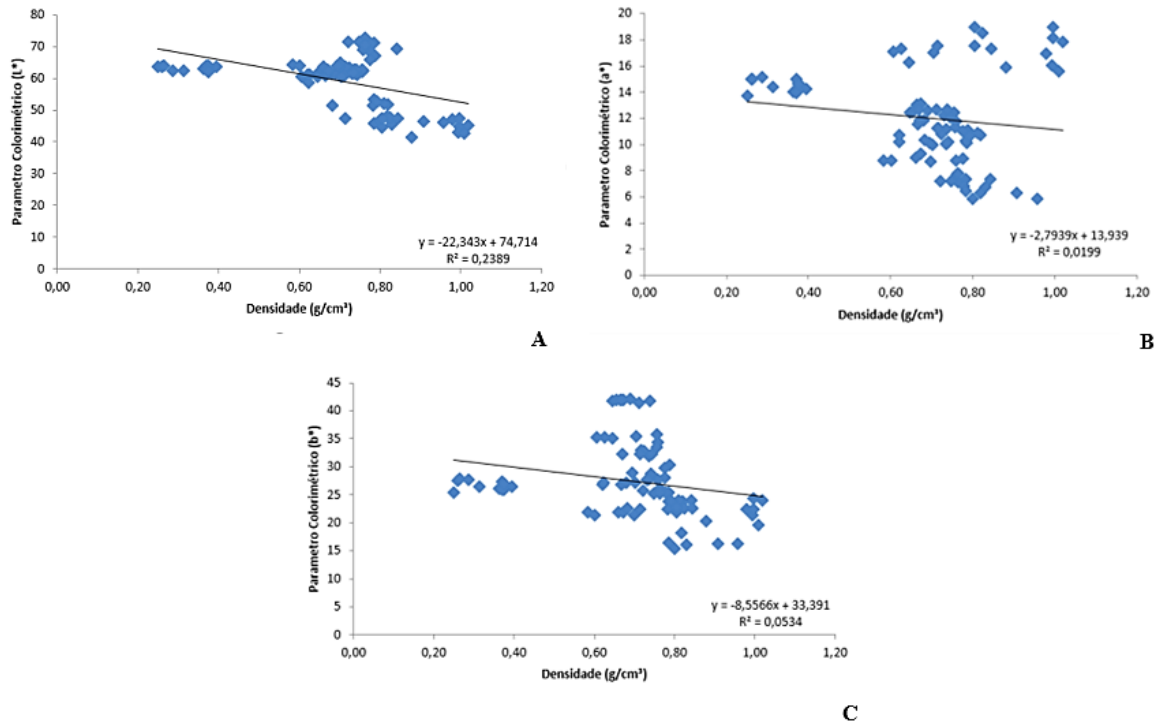 80
70
60
50
40
30
20
10
0
Parametro Colorimétrico (L*)
0,00 0,20 0,40 0,60 0,80 1,00 1,20
Densidade (g/cm³)
y = -22,343x + 74,714
R² = 0,2389
A
20
18
16
14
12
10
8
6
4
2
0
Parametro Colorimétrico (a*)
0,00 0,20 0,40 0,60 0,80 1,00 1,20
Densidade (g/cm³)
y = -2,7939x + 13,939
R² = 0,0199
B
45
40
35
30
25
20
15
10
5
0
Parametro Colorimétrico (b*)
0,00 0,20 0,40 0,60 0,80 1,00 1,20
Densidade (g/cm³)
y = -8,5566x + 33,391
R² = 0,0534
C